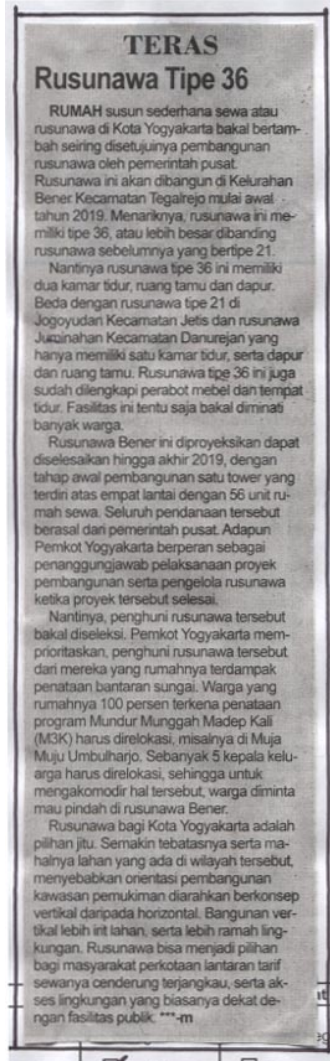 TERAS
Rusunawa Tipe 36
RUMAH susun sederhana sewa atau
rusunawa di Kota Yogyakarta bakal bertam-
bah seiring disetujuinya pembangunan
rusunawa oleh pemerintah pusat.
Rusunawa ini akan dibangun di Kelurahan
Bener Kecamatan Tegalrejo mulai awal
tahun 2019. Menariknya, rusunawa ini me-
miliki tipe 36, atau lebih besar dibanding
rusunawa sebelumnya yang bertipe 21.
Nantinya rusunawa tipe 36 ini memiliki
dua kamar tidur, ruang tamu dan dapur.
Beda dengan rusunawa tipe 21 di
Jogoyudan Kecamatan Jetis dan rusunawa
Juminahan Kecamatan Danurejan yang
hanya memiliki satu kamar tidur, serta dapur
dan ruang tamu. Rusunawa tipe 36 ini juga
sudah dilengkapi perabot mebel dan tempat
tidur. Fasilitas ini tentu saja bakal diminati
banyak warga.
Rusunawa Bener ini diproyeksikan dapat
diselesaikan hingga akhir 2019, dengan
tahap awal pembangunan satu tower yang
terdiri atas empat lantai dengan 56 unit ru-
mah sewa. Seluruh pendanaan tersebut
berasal dari pemerintah pusat. Adapun
Pemkot Yogyakarta berperan sebagai
penanggungjawab pelaksanaan proyek
pembangunan serta pengelola rusunawa
ketika proyek tersebut selesai.
Nantinya, penghuni rusunawa tersebut
bakal diseleksi. Pemkot Yogyakarta mem-
prioritaskan, penghuni rusunawa tersebut
dari mereka yang rumahnya terdampak
penataan bantaran sungai. Warga yang
rumahnya 100 persen terkena penataan
program Mundur Munggah Madep Kali
(M3K) harus direlokasi, misalnya di Muja
Muju Umbulharjo. Sebanyak 5 kepala kelu-
arga harus direlokasi, sehingga untuk
mengakomodir hal tersebut, warga diminta
mau pindah di rusunawa Bener.
Rusunawa bagi Kota Yogyakarta adalah
pilihan jitu. Semakin tebatasnya serta ma-
halnya lahan yang ada di wilayah tersebut,
menyebabkan orientasi pembangunan
kawasan pemukiman diarahkan berkonsep
vertikal daripada horizontal. Bangunan ver-
tikal lebih irit lahan, serta lebih ramah ling-
kungan. Rusunawa bisa menjadi pilihan
bagi masyarakat perkotaan lantaran tarif
sewanya cenderung terjangkau, serta ak-
ses lingkungan yang biasanya dekat de-
ngan fasilitas publik. ***-m